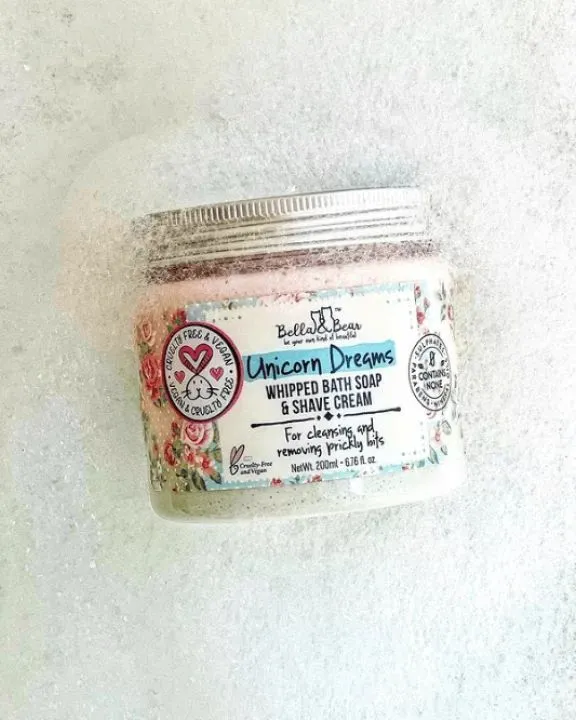 Bella & Bear
TM
be your own kind of beautiful
Unicorn Dreams
WHIPPED BATH SOAP
& SHAVE CREAM
For cleansing and
removing prickly bits
NetWt. 200ml - 6.76 fl. oz.
CRUELTY FREE & VEGAN
VEGAN & CRUELTY FREE
Cruelty-Free
and Vegan
CONTAINS
NONE